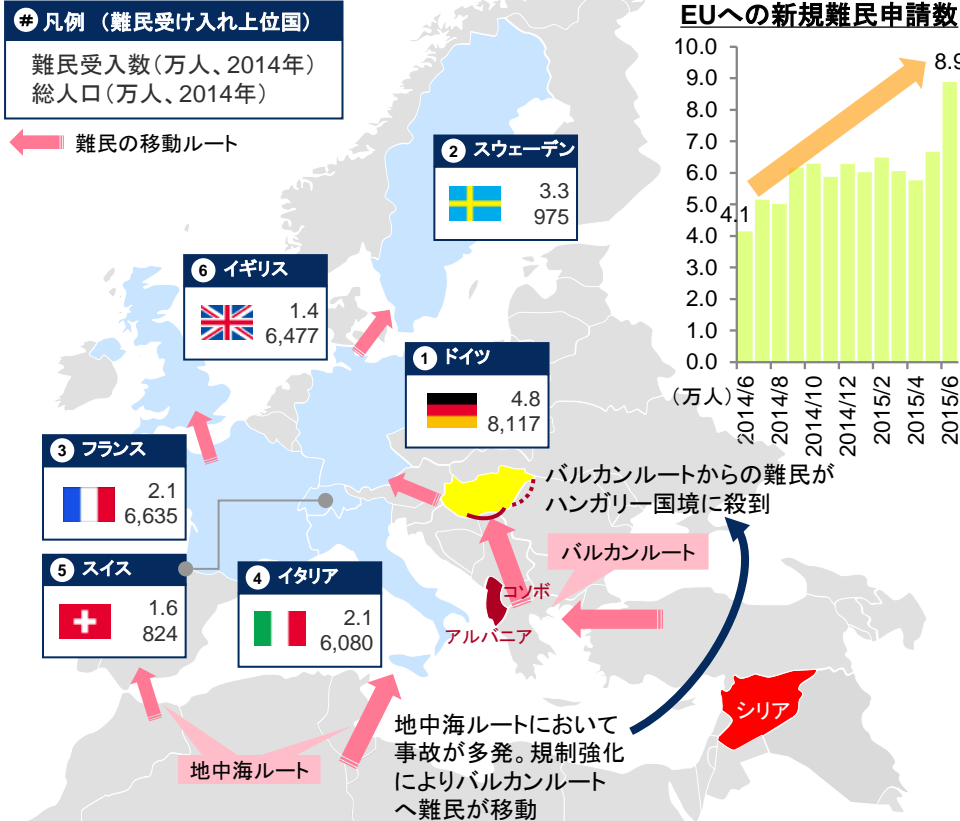 # 凡例 （難民受け入れ上位国）
難民受入数（万人、2014年）
総人口（万人、2014年）
難民の移動ルート
EUへの新規難民申請数
10.0
9.0
8.0
7.0
6.0
5.0
4.0
3.0
2.0
1.0
0.0
8.9
4.1
（万人）
2014/6
2014/8
2014/10
2014/12
2015/2
2015/4
2015/6
2 スウェーデン
3.3
975
6 イギリス
1.4
6,477
1 ドイツ
4.8
8,117
3 フランス
2.1
6,635
5 スイス
1.6
824
4 イタリア
2.1
6,080
バルカンルートからの難民が
ハンガリー国境に殺到
バルカンルート
コソボ
アルバニア
シリア
地中海ルート
地中海ルートにおいて
事故が多発。規制強化
によりバルカンルート
へ難民が移動